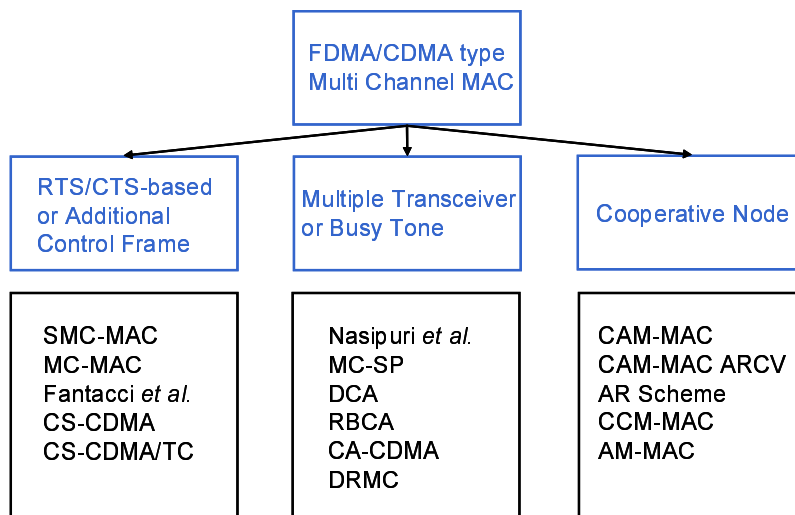 FDMA/CDMA type
Multi Channel MAC
RTS/CTS-based
or Additional
Control Frame
Multiple Transceiver
or Busy Tone
Cooperative Node
SMC-MAC
MC-MAC
Fantacci et al.
CS-CDMA
CS-CDMA/TC
Nasipuri et al.
MC-SP
DCA
RBCA
CA-CDMA
DRMC
CAM-MAC
CAM-MAC ARCV
AR Scheme
CCM-MAC
AM-MAC